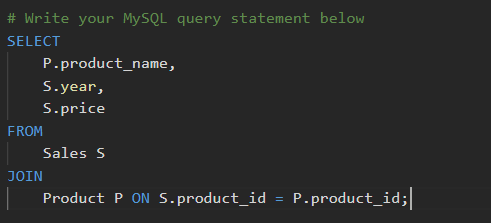 # Write your MySQL query statement below
SELECT
    P.product_name,
    S.year,
    S.price
FROM
    Sales S
JOIN
    Product P ON S.product_id = P.product_id;